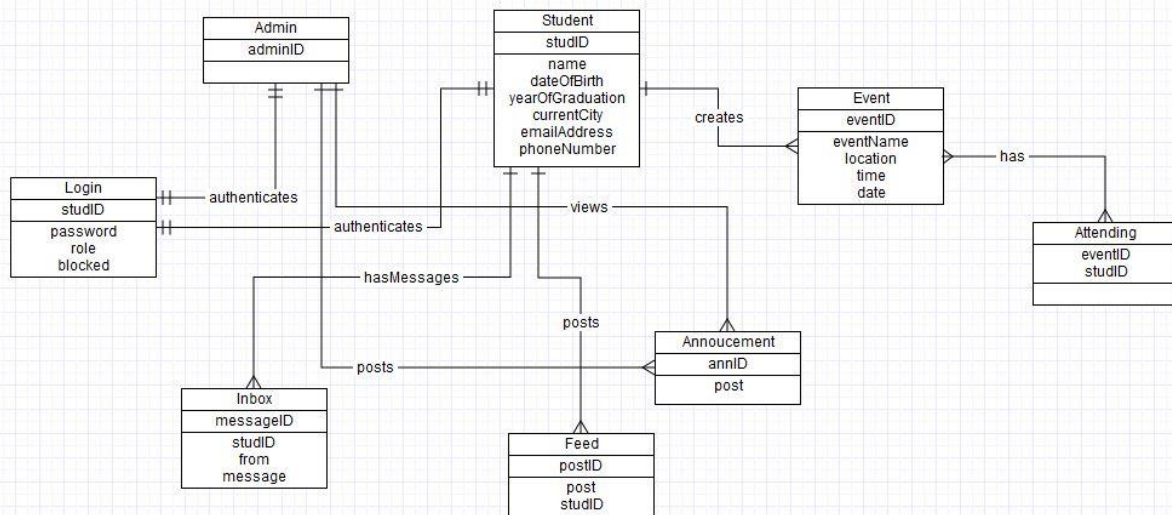 Admin
adminID
Student
studID
name
dateOfBirth
yearOfGraduation
currentCity
emailAddress
phoneNumber
creates
Event
eventID
eventName
location
time
date
has
Attending
eventID
studID
Login
studID
password
role
blocked
authenticates
authenticates
views
hasMessages
posts
posts
Annoucement
annID
post
Inbox
messageID
studID
from
message
Feed
postID
post
studID